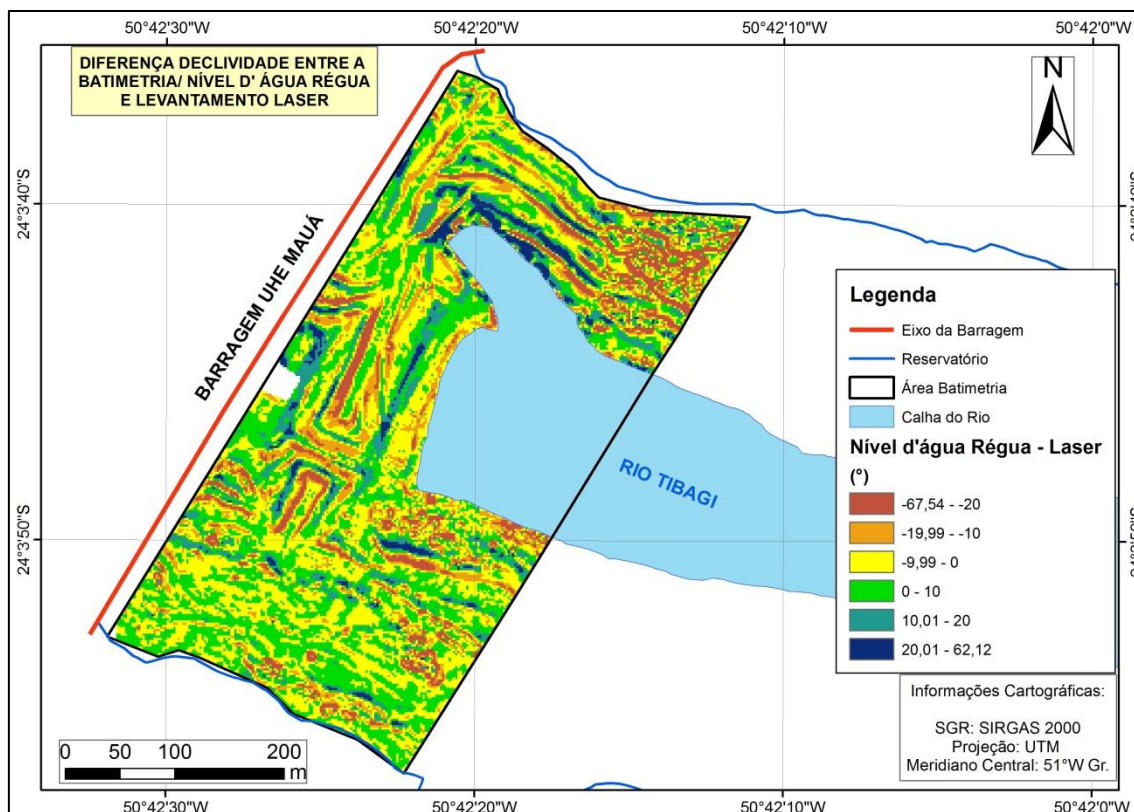 50°42'30"W
50°42'20"W
50°42'10"W
50°42'0"W
DIFERENÇA DECLIVIDADE ENTRE A
BATIMETRIA/ NÍVEL D' ÁGUA RÉGUA
E LEVANTAMENTO LASER
N
24°3'40"S
24°3'50"S
BARRAGEM UHE MAUÁ
RIO TIBAGI
Legenda
Eixo da Barragem
Reservatório
Área Batimetria
Calha do Rio
Nível d'água Régua - Laser
(°)
-67,54 - -20
-19,99 - -10
-9,99 - 0
0 - 10
10,01 - 20
20,01 - 62,12
Informações Cartográficas:
SGR: SIRGAS 2000
Projeção: UTM
Meridiano Central: 51°W Gr.
0 50 100 200
m
50°42'30"W
50°42'20"W
50°42'10"W
50°42'0"W